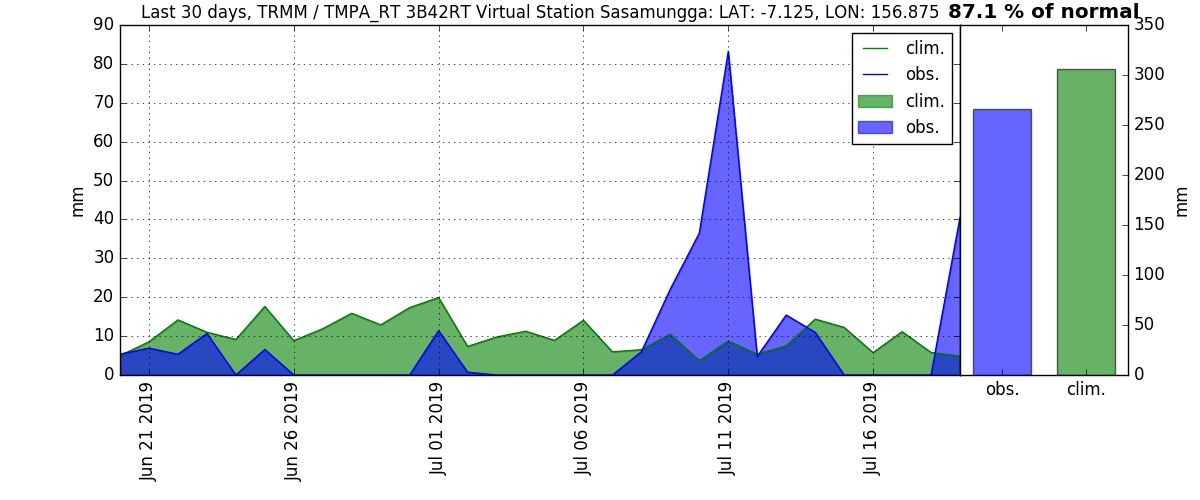 Last 30 days, TRMM / TMPA_RT 3B42RT Virtual Station Sasamungga: LAT: -7.125, LON: 156.875
87.1 % of normal
90
80
70
60
50
40
30
20
10
0
mm
clim.
obs.
clim.
obs.
Jun 21 2019
Jun 26 2019
Jul 01 2019
Jul 06 2019
Jul 11 2019
Jul 16 2019
350
300
250
200
150
100
50
0
mm
obs.
clim.